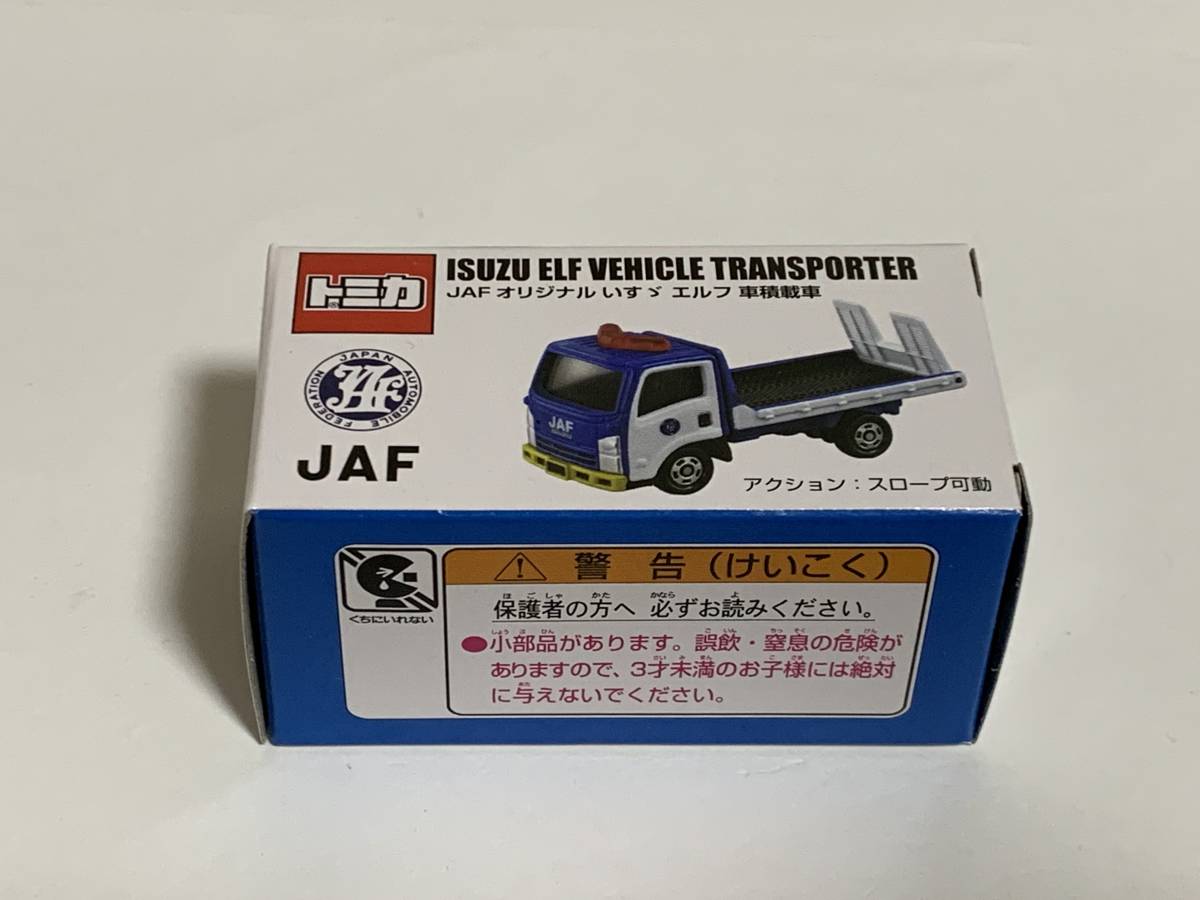 トミカ
ISUZU ELF VEHICLE TRANSPORTER
JAF オリジナル いすゞ エルフ 車積載車
JAPAN AUTOMOBILE FEDERATION
JAF
JAF
JAF
アクション：スロープ可動
くちにいれない
警告（けいこく）
保護者の方へ 必ずお読みください。
●小部品があります。誤飲・窒息の危険が
ありますので、3才未満のお子様には絶対
に与えないでください。